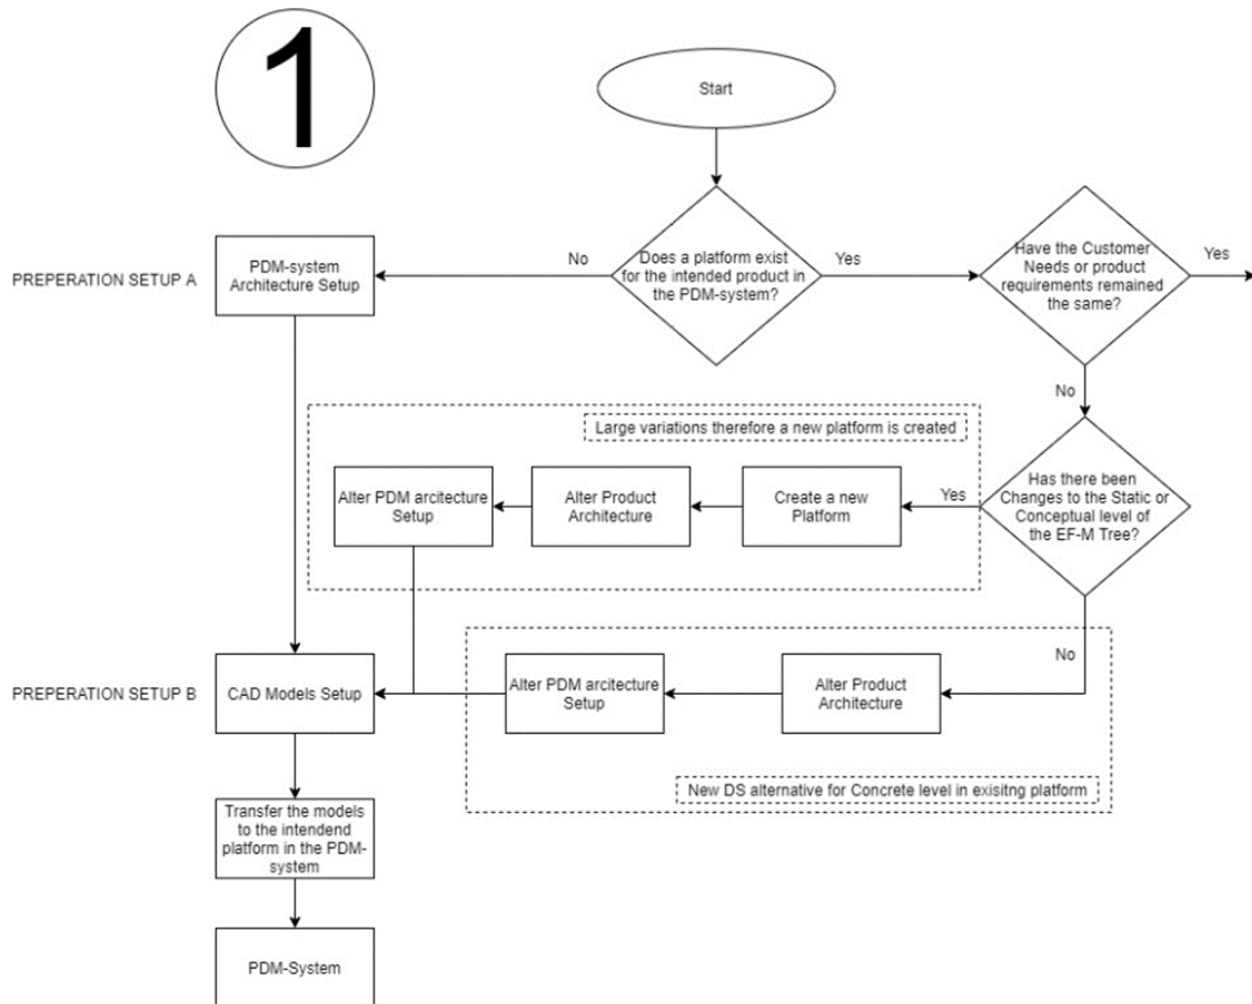 1
Start
PREPERATION SETUP A
PDM-system
Architecture Setup
No
Does a platform exist
for the intended product in
the PDM-system?
Yes
Have the Customer
Needs or product
requirements remained
the same?
Yes
No
Large variations therefore a new platform is created
Alter PDM arcitecture
Setup
Alter Product
Architecture
Create a new
Platform
Yes
Has there been
Changes to the Static or
Conceptual level of
the EF-M Tree?
No
PREPERATION SETUP B
CAD Models Setup
Alter PDM arcitecture
Setup
Alter Product
Architecture
New DS alternative for Concrete level in exisitng platform
Transfer the models
to the intendend
platform in the PDM-
system
PDM-System